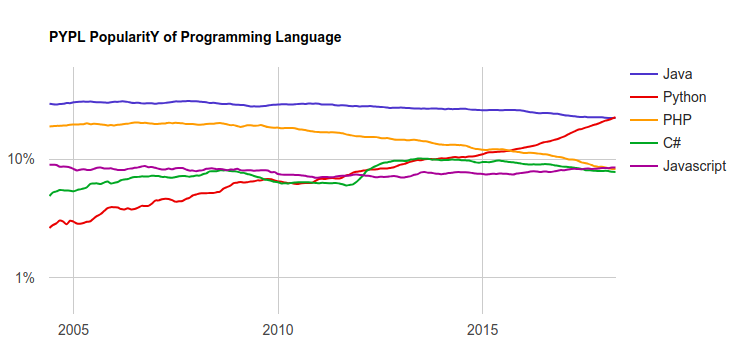 PYPL PopularitY of Programming Language
Java
Python
PHP
C#
Javascript
10%
1%
2005
2010
2015